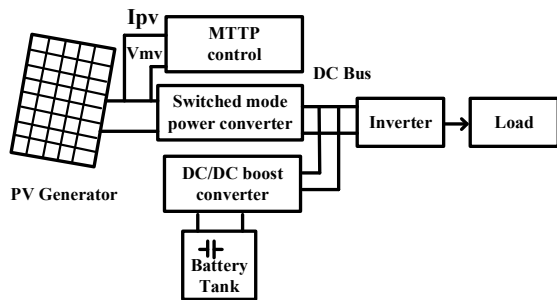 Ipv
MTTP
control
Vmv
DC Bus
Switched mode
power converter
Inverter
Load
DC/DC boost
converter
PV Generator
Battery
Tank